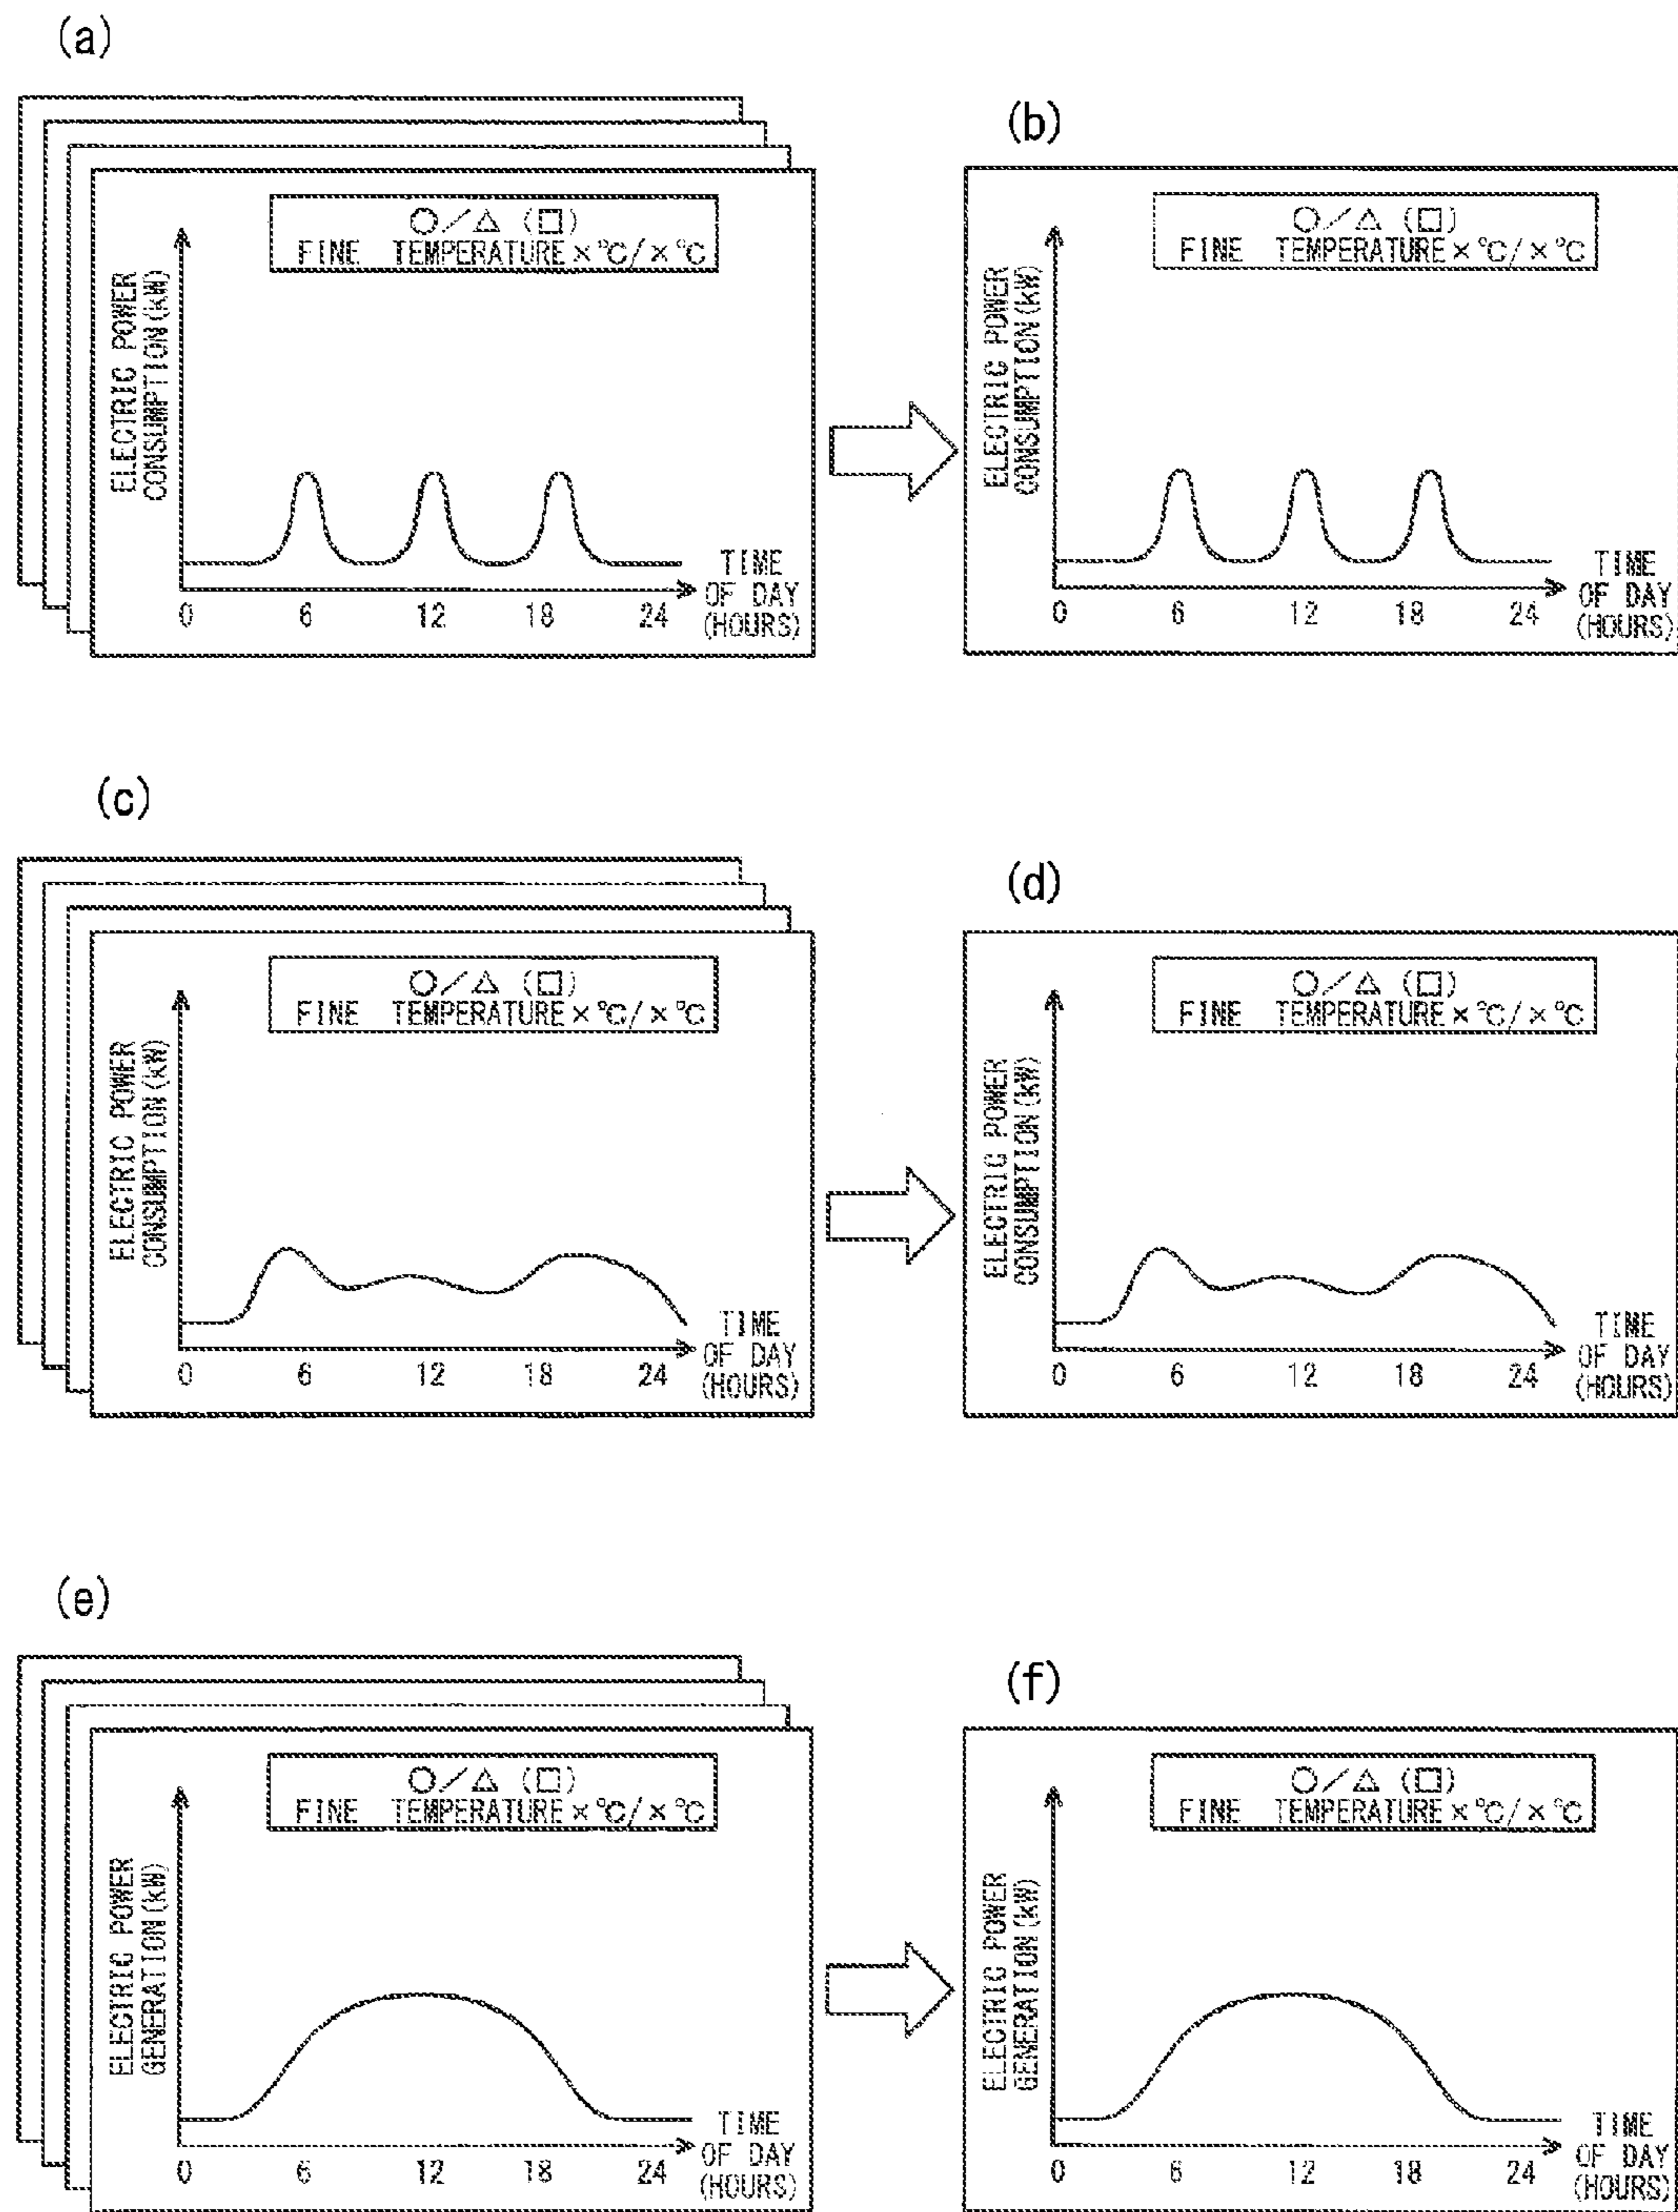 (a)
○/△ (□)
FINE TEMPERATURE×℃/×℃
ELECTRIC POWER
CONSUMPTION(kW)
TIME
OF DAY
(HOURS)
0 6 12 18 24
(b)
○/△ (□)
FINE TEMPERATURE×℃/×℃
ELECTRIC POWER
CONSUMPTION(kW)
TIME
OF DAY
(HOURS)
0 6 12 18 24
(c)
○/△ (□)
FINE TEMPERATURE×℃/×℃
ELECTRIC POWER
CONSUMPTION(kW)
TIME
OF DAY
(HOURS)
0 6 12 18 24
(d)
○/△ (□)
FINE TEMPERATURE×℃/×℃
ELECTRIC POWER
CONSUMPTION(kW)
TIME
OF DAY
(HOURS)
0 6 12 18 24
(e)
○/△ (□)
FINE TEMPERATURE×℃/×℃
ELECTRIC POWER
GENERATION(kW)
TIME
OF DAY
(HOURS)
0 6 12 18 24
(f)
○/△ (□)
FINE TEMPERATURE×℃/×℃
ELECTRIC POWER
GENERATION(kW)
TIME
OF DAY
(HOURS)
0 6 12 18 24